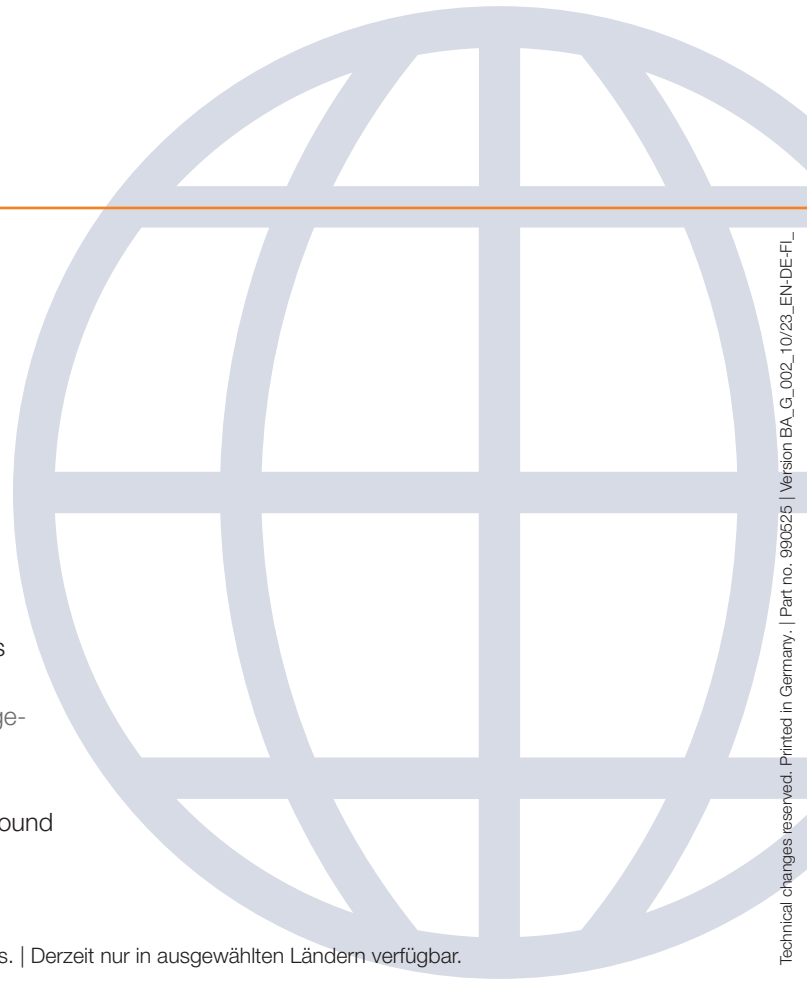 s
ge-
ound
s. | Derzeit nur in ausgewählten Ländern verfügbar.
Technical changes reserved. Printed in Germany. | Part no. 990525 | Version BA_G_002_10/23_EN-DE-FI_